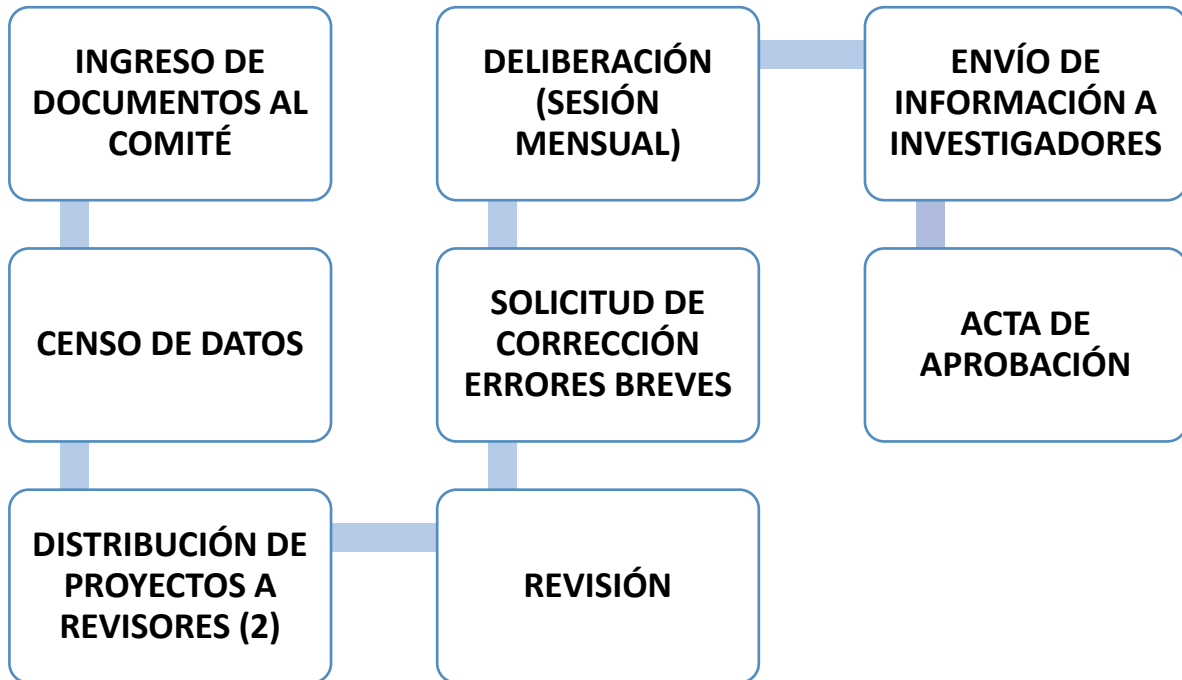 INGRESO DE
DOCUMENTOS AL
COMITÉ
CENSO DE DATOS
DISTRIBUCIÓN DE
PROYECTOS A
REVISORES (2)
REVISIÓN
SOLICITUD DE
CORRECCIÓN
ERRORES BREVES
DELIBERACIÓN
(SESIÓN
MENSUAL)
ENVÍO DE
INFORMACIÓN A
INVESTIGADORES
ACTA DE
APROBACIÓN